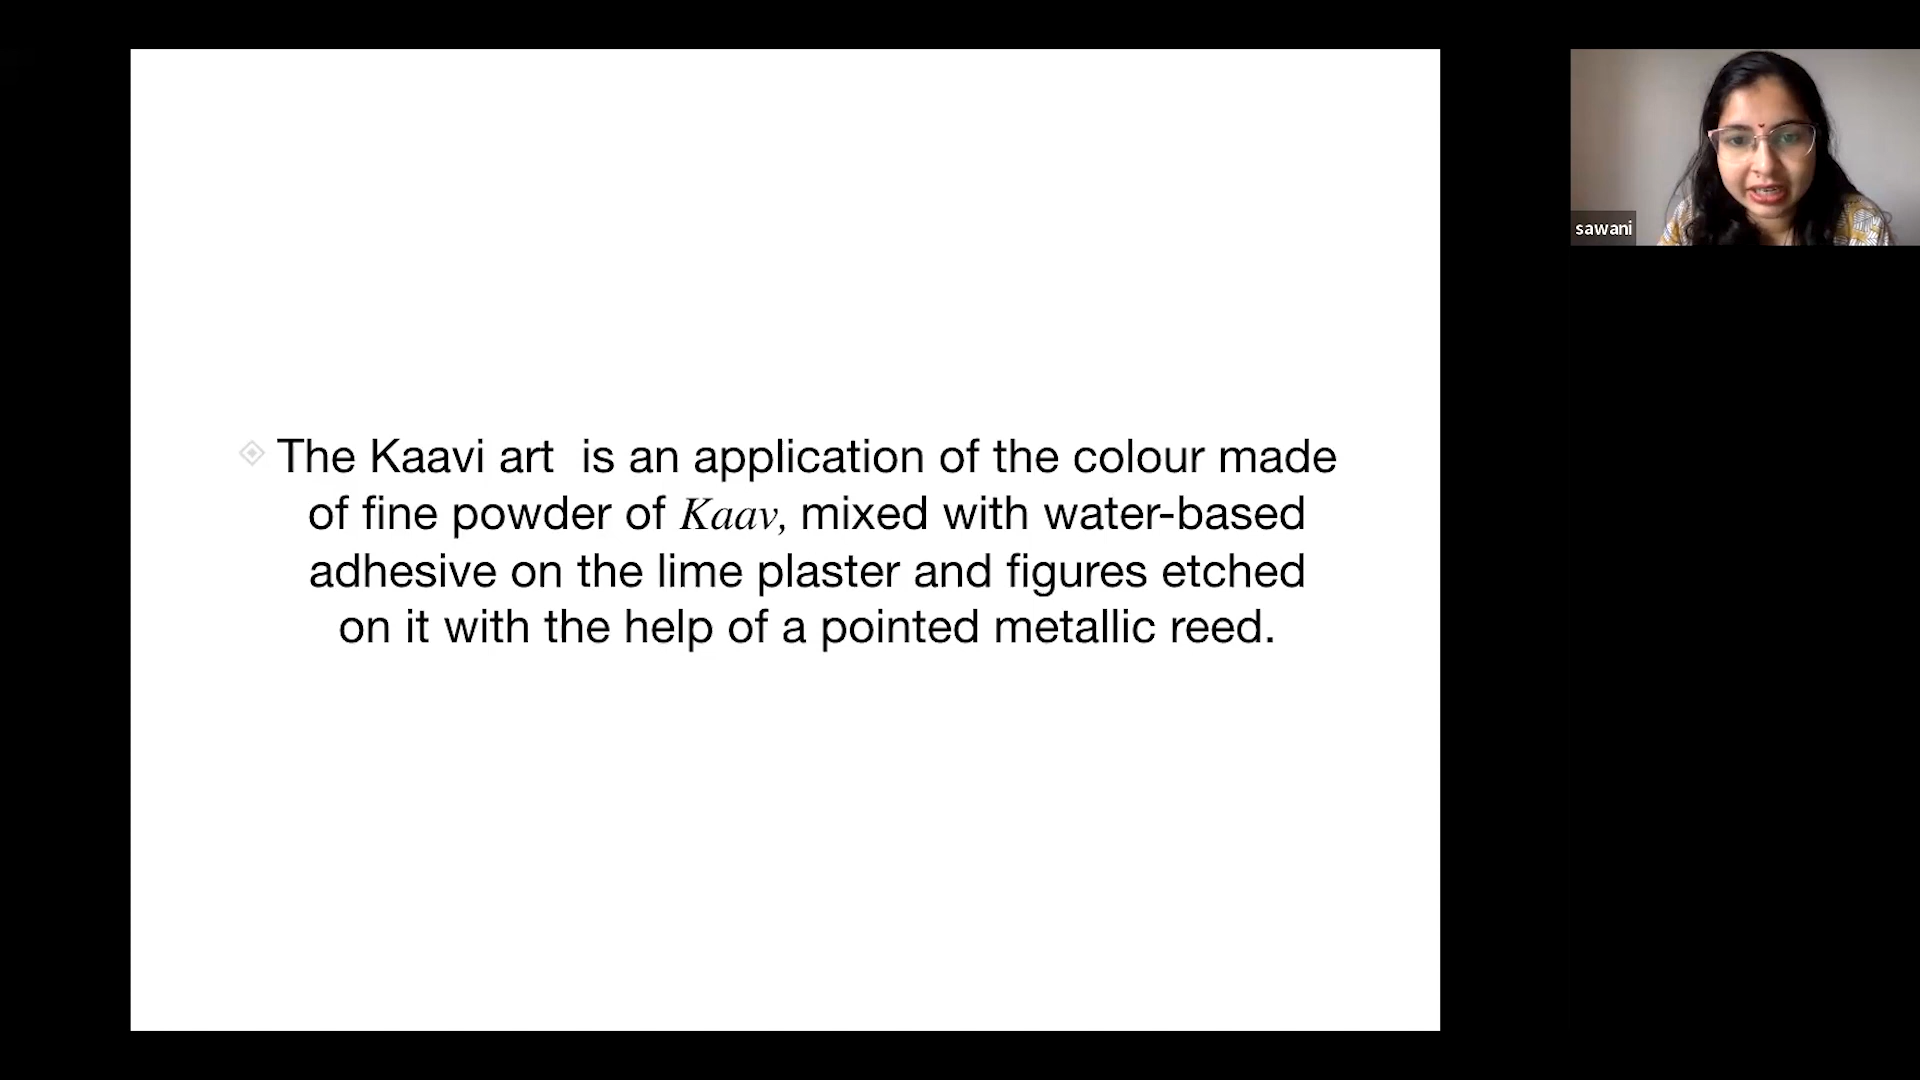 The Kaavi art  is an application of the colour made
of fine powder of Kaav, mixed with water-based
adhesive on the lime plaster and figures etched
on it with the help of a pointed metallic reed.
sawani